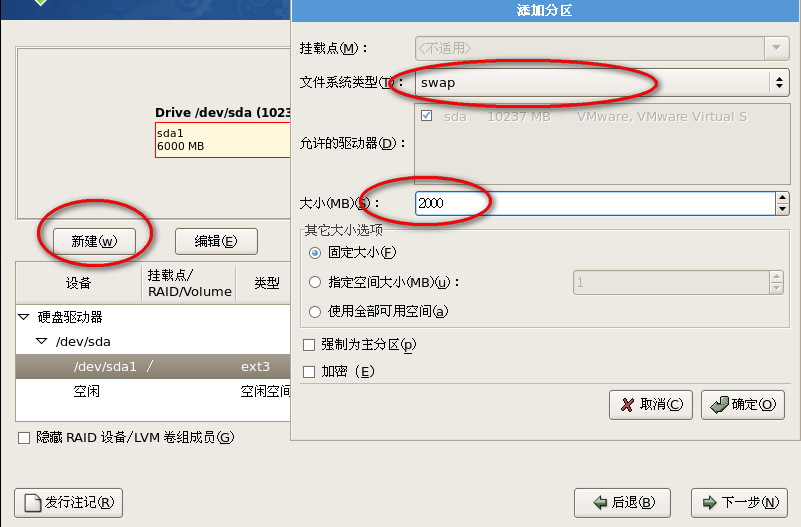 添加分区
挂载点(M)：
<不适用>
文件系统类型(T)：
swap
允许的驱动器(D)：
sda 10237 MB VMware, VMware Virtual S
大小(MB)(S)：
2000
其它大小选项
固定大小(F)
指定空间大小(MB)(u)：
1
使用全部可用空间(a)
强制为主分区(p)
加密（E)
取消(C)
确定(O)
Drive /dev/sda (1023
sda1
6000 MB
新建(w)
编辑(E)
设备
挂载点/
RAID/Volume
类型
硬盘驱动器
/dev/sda
/dev/sda1 / ext3
空闲 空闲空间
隐藏 RAID 设备/LVM 卷组成员(G)
发行注记(R)
后退(B)
下一步(N)